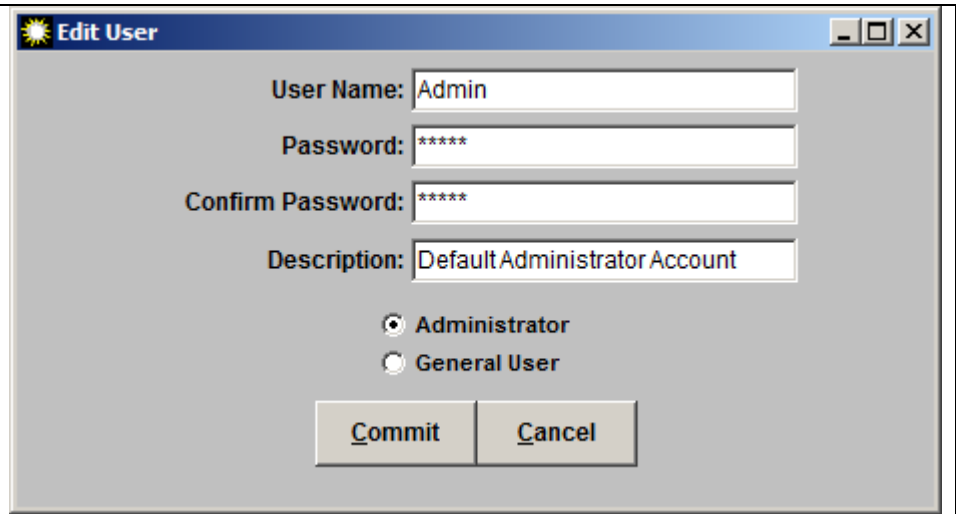 Edit User
User Name: Admin
Password: *****
Confirm Password: *****
Description: Default Administrator Account
Administrator
General User
Commit Cancel